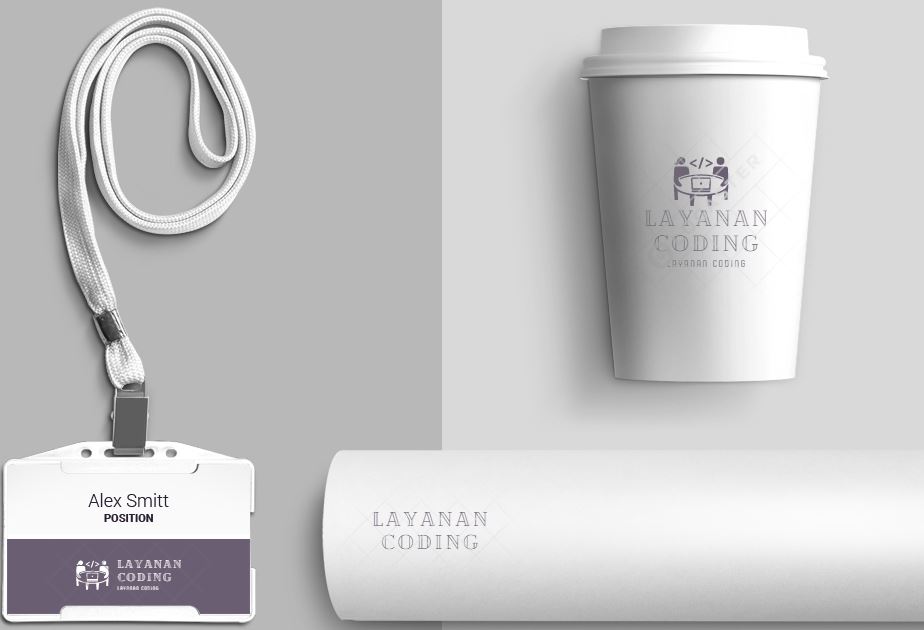 </>
LAYANAN
CODING
LAYANAN CODING
Alex Smitt
POSITION
LAYANAN
CODING
LAYANAN CODING
LAYANAN
CODING